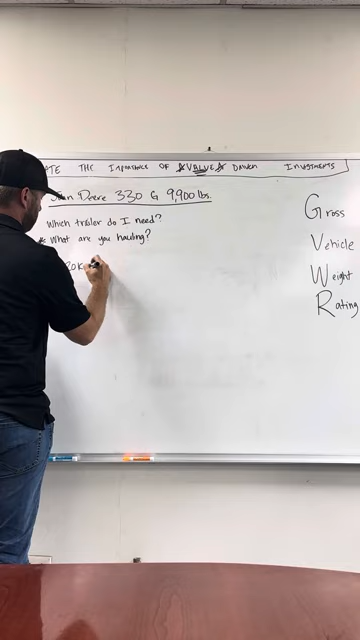 THE IMPORTANCE OF ☆VALUE☆ DRIVEN INVESTMENTS
John Deere 330 G 9,900 lbs.
Which trailer do I need?
* What are you hauling?
20K
Gross
Vehicle
Weight
Rating